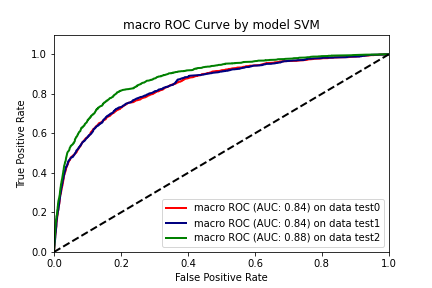 macro ROC Curve by model SVM
True Positive Rate
1.0
0.8
0.6
0.4
0.2
0.0
macro ROC (AUC: 0.84) on data test0
macro ROC (AUC: 0.84) on data test1
macro ROC (AUC: 0.88) on data test2
0.0 0.2 0.4 0.6 0.8 1.0
False Positive Rate